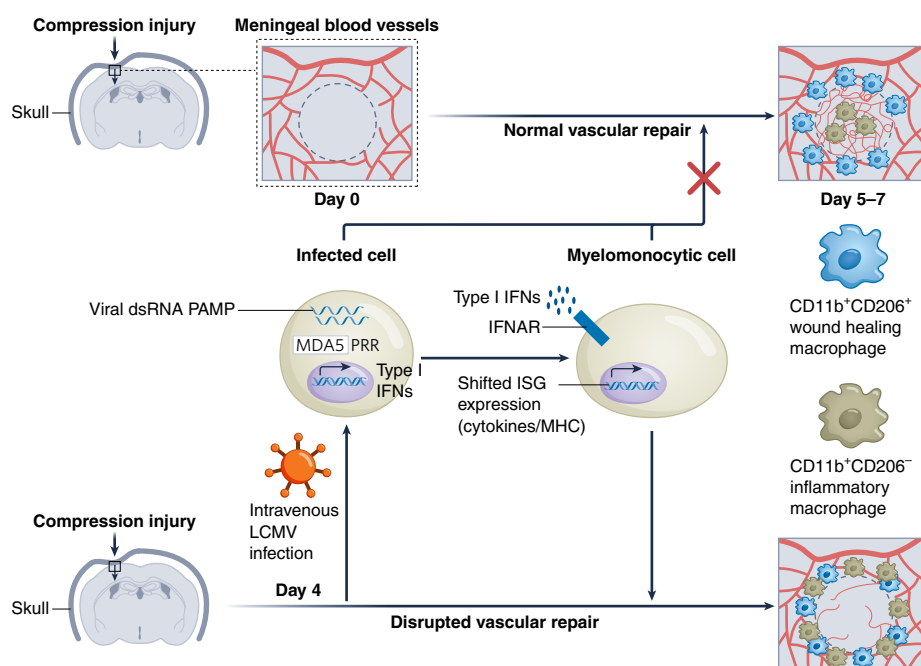 Compression injury
Meningeal blood vessels
Skull
Normal vascular repair
Day 0
Day 5–7
Infected cell
Myelomonocytic cell
Viral dsRNA PAMP
MDA5 PRR
Type I
IFNs
Type I IFNs
IFNAR
Shifted ISG
expression
(cytokines/MHC)
CD11b⁺CD206⁺
wound healing
macrophage
CD11b⁺CD206⁻
inflammatory
macrophage
Intravenous
LCMV
infection
Compression injury
Skull
Day 4
Disrupted vascular repair